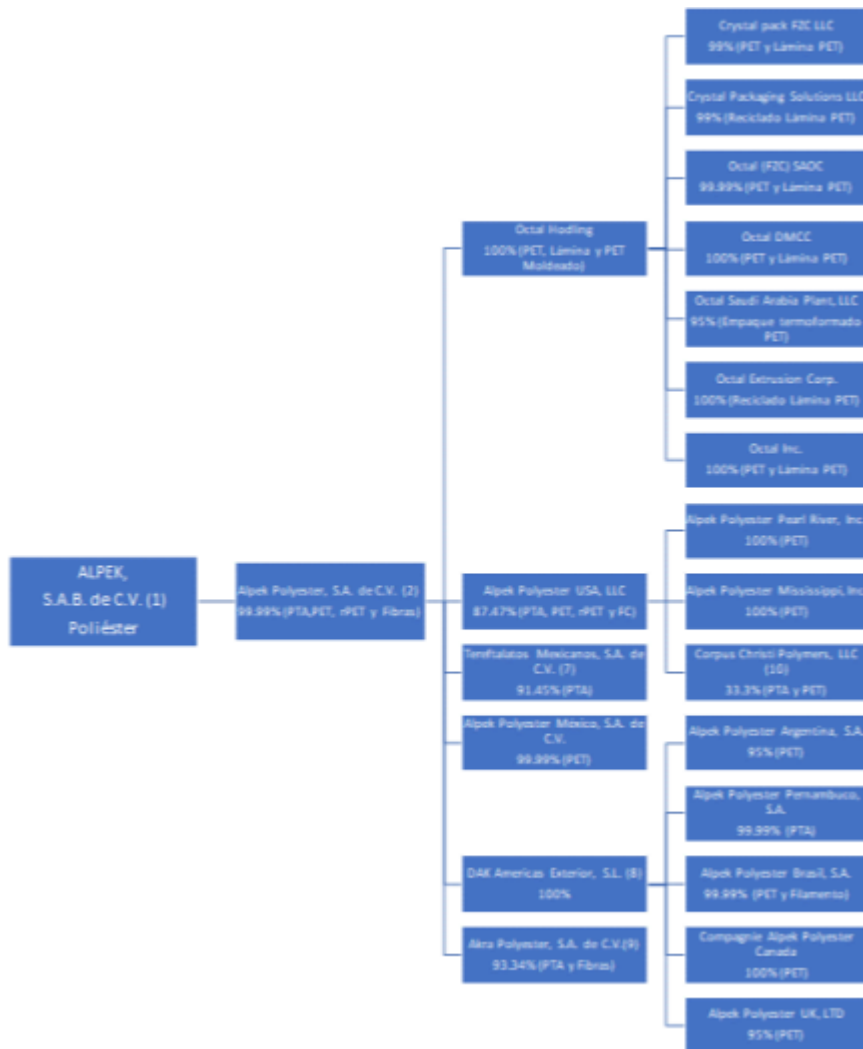 ALPEK,
S.A.B. de C.V. (1)
Poliéster
Alpek Polyester, S.A. de C.V. (2)
99.99% (PTA,PET, rPET y Fibras)
Octal Hodling
100% (PET, Lámina y PET
Moldeado)
Crystal pack FZC LLC
99% (PET y Lámina PET)
Crystal Packaging Solutions LLC
99% (Reciclado Lámina PET)
Octal (FZC) SAOC
99.99% (PET y Lámina PET)
Octal DMCC
100% (PET y Lámina PET)
Octal Saudi Arabia Plant, LLC
95% (Empaque termoformado
PET)
Octal Extrusion Corp.
100% (Reciclado Lámina PET)
Octal Inc.
100% (PET y Lámina PET)
Alpek Polyester USA, LLC
87.47% (PTA, PET, rPET y FC)
Alpek Polyester Pearl River, Inc
100% (PET)
Alpek Polyester Mississippi, Inc
100% (PET)
Corpus Christi Polymers, LLC
(10)
33.3% (PTA y PET)
Tereftalatos Mexicanos, S.A. de
C.V. (7)
91.45% (PTA)
Alpek Polyester México, S.A. de
C.V.
99.99% (PET)
DAK Americas Exterior, S.L. (8)
100%
Alpek Polyester Argentina, S.A.
95% (PET)
Alpek Polyester Pernambuco,
S.A.
99.99% (PTA)
Alpek Polyester Brasil, S.A.
99.99% (PET y Filamento)
Compagnie Alpek Polyester
Canada
100% (PET)
Alpek Polyester UK, LTD
95% (PET)
Akra Polyester, S.A. de C.V.(9)
93.34% (PTA y Fibras)